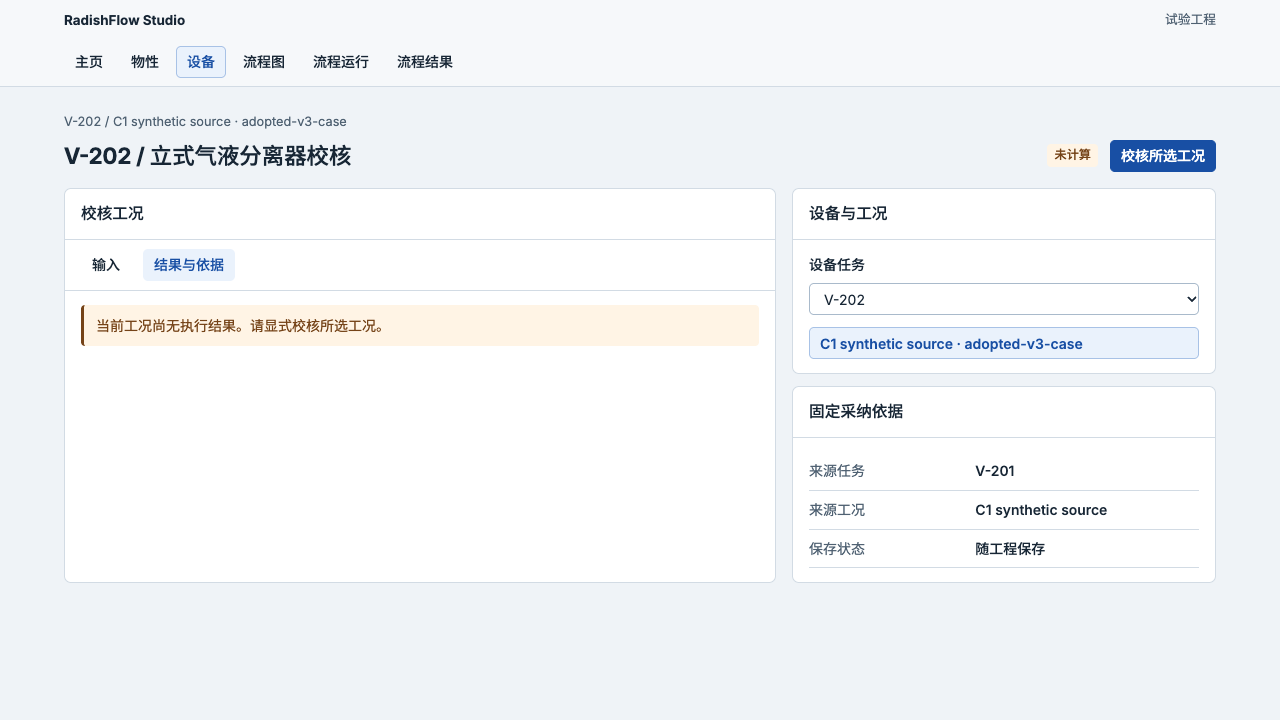 RadishFlow Studio
试验工程
主页
物性
设备
流程图
流程运行
流程结果
V-202 / C1 synthetic source · adopted-v3-case
V-202 / 立式气液分离器校核
未计算
校核所选工况
校核工况
输入
结果与依据
当前工况尚无执行结果。请显式校核所选工况。
设备与工况
设备任务
V-202
C1 synthetic source · adopted-v3-case
固定采纳依据
来源任务
V-201
来源工况
C1 synthetic source
保存状态
随工程保存